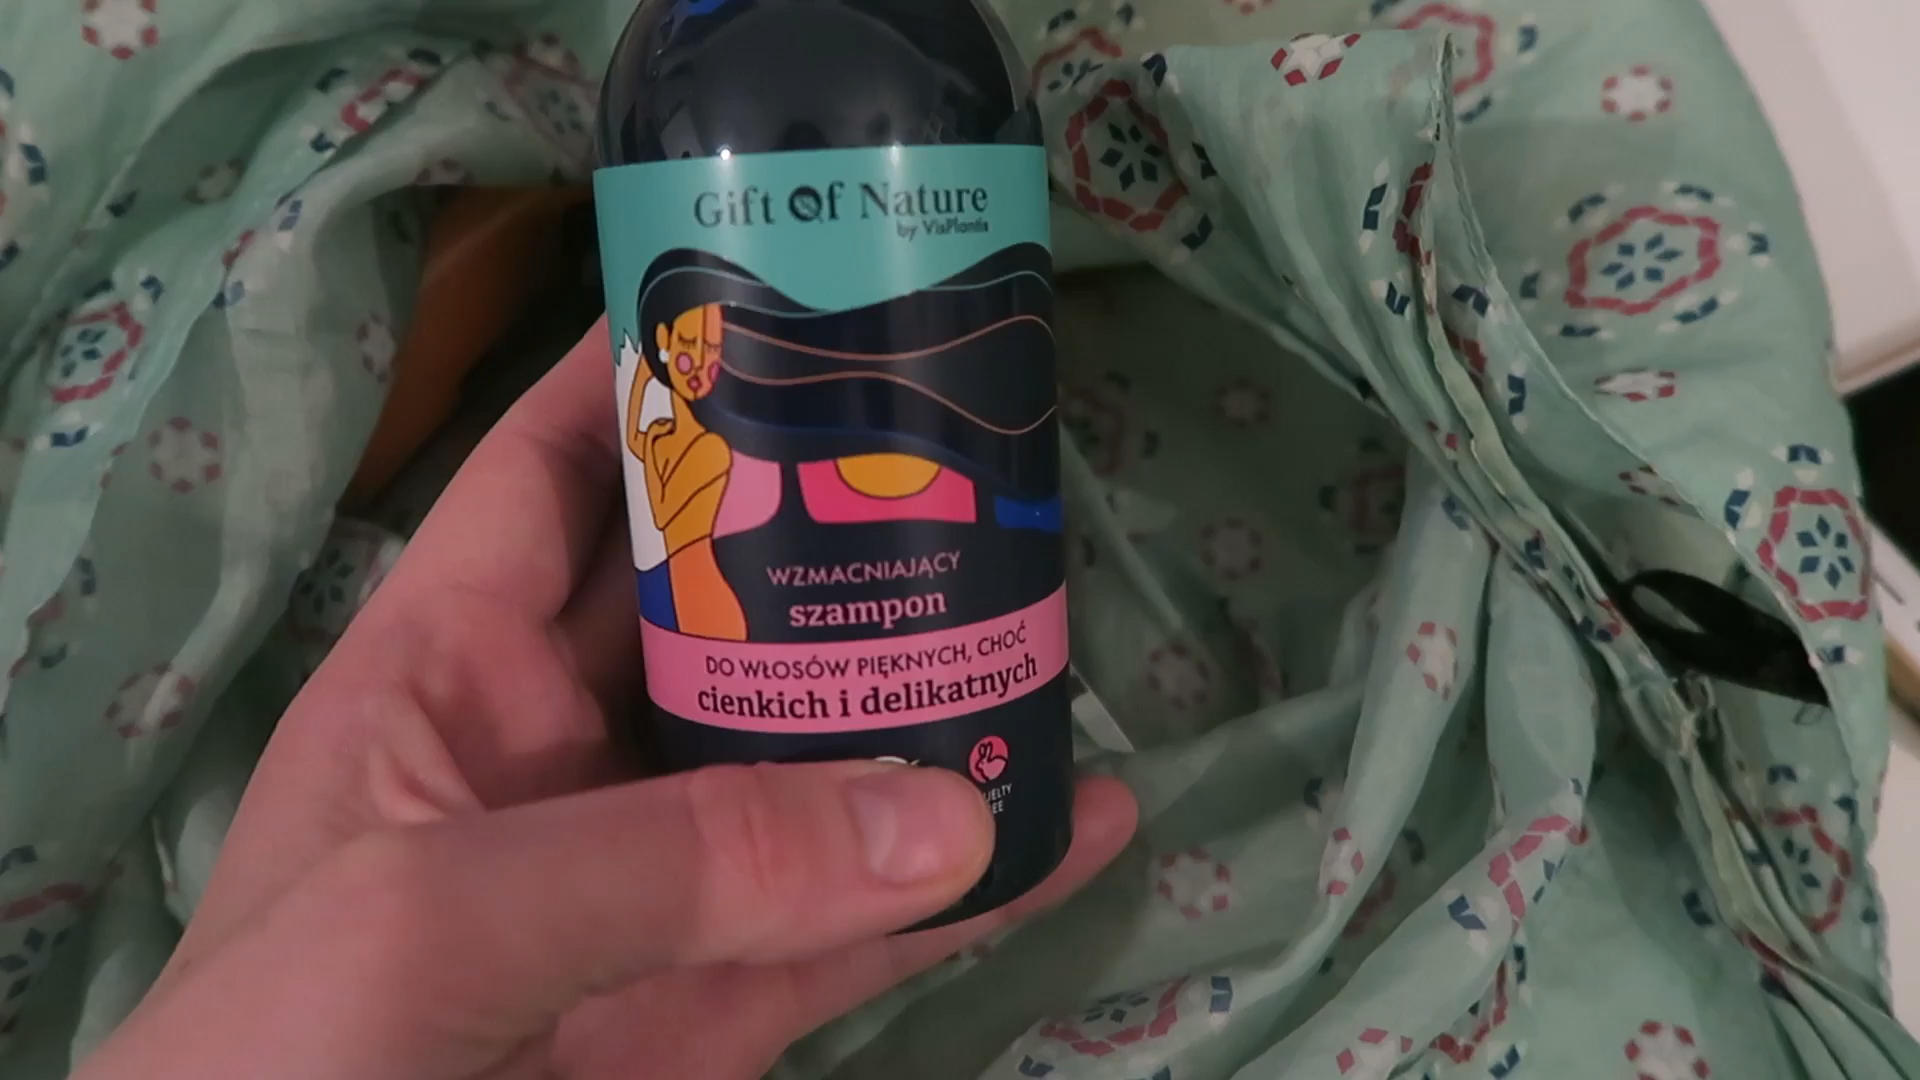 Gift Of Nature
by VisPlantis
WZMACNIAJĄCY
szampon
DO WŁOSÓW PIĘKNYCH, CHOĆ
cienkich i delikatnych